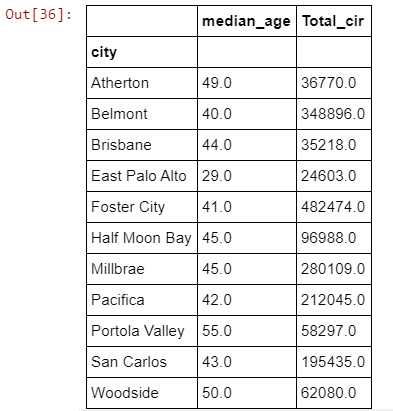 Out[36]:
median_age Total_cir
city
Atherton 49.0 36770.0
Belmont 40.0 348896.0
Brisbane 44.0 35218.0
East Palo Alto 29.0 24603.0
Foster City 41.0 482474.0
Half Moon Bay 45.0 96988.0
Millbrae 45.0 280109.0
Pacifica 42.0 212045.0
Portola Valley 55.0 58297.0
San Carlos 43.0 195435.0
Woodside 50.0 62080.0